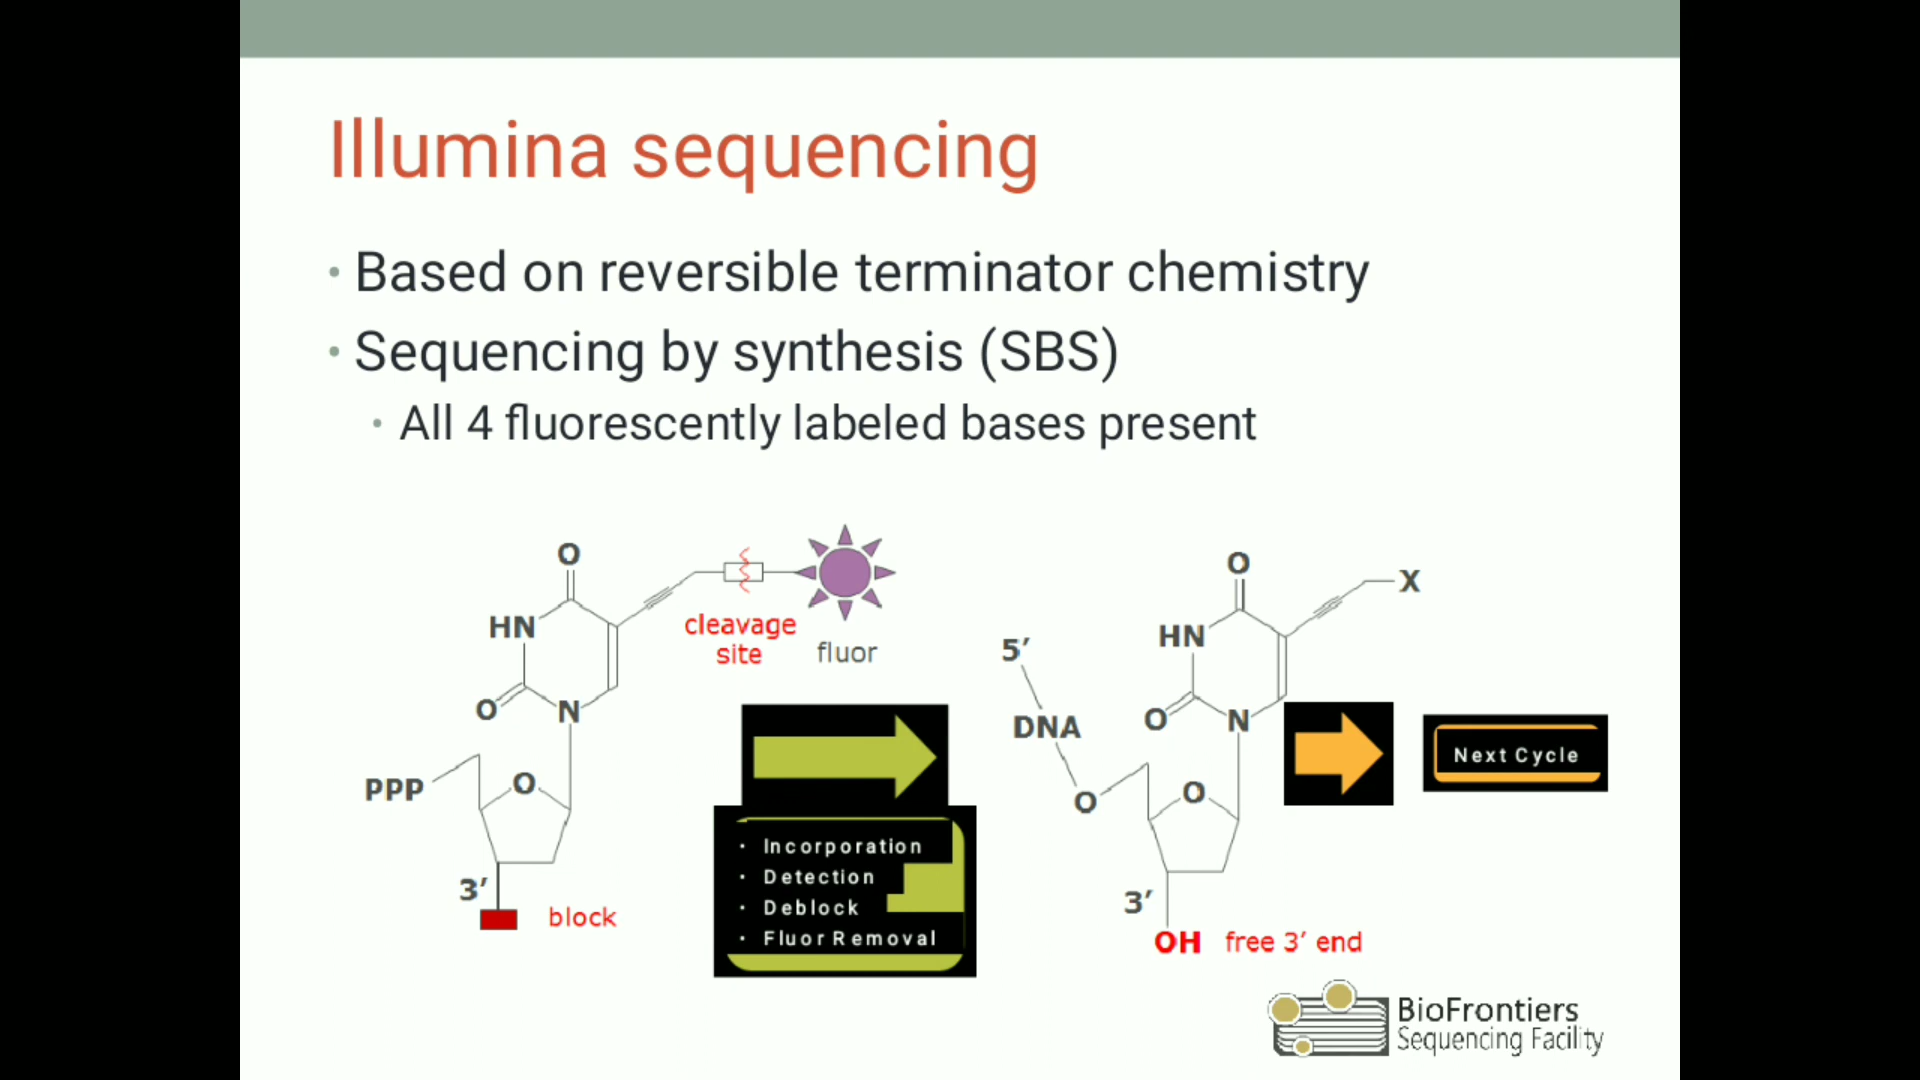 Illumina sequencing
• Based on reversible terminator chemistry
• Sequencing by synthesis (SBS)
• All 4 fluorescently labeled bases present
O
HN
O
N
PPP
O
3′
block
cleavage
site
fluor
• Incorporation
• Detection
• Deblock
• Fluor Removal
5′
DNA
O
O
HN
O
N
X
O
3′
OH free 3′ end
Next Cycle
BioFrontiers
Sequencing Facility